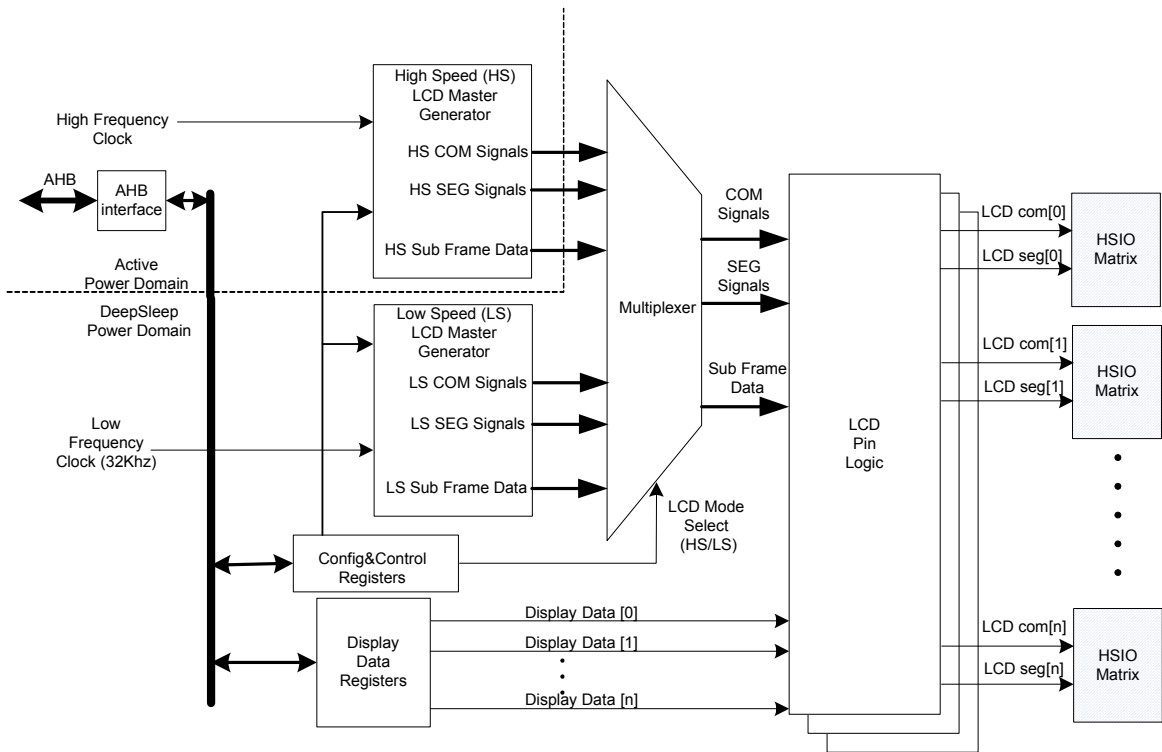 High Speed (HS)
LCD Master
Generator
High Frequency
Clock
HS COM Signals
HS SEG Signals
HS Sub Frame Data
AHB
AHB
interface
Active
Power Domain
DeepSleep
Power Domain
Low Speed (LS)
LCD Master
Generator
LS COM Signals
LS SEG Signals
LS Sub Frame Data
Low
Frequency
Clock (32Khz)
Multiplexer
COM
Signals
SEG
Signals
Sub Frame
Data
LCD Mode
Select
(HS/LS)
Config&Control
Registers
Display
Data
Registers
Display Data [0]
Display Data [1]
Display Data [n]
LCD
Pin
Logic
LCD com[0]
LCD seg[0]
HSIO
Matrix
LCD com[1]
LCD seg[1]
HSIO
Matrix
LCD com[n]
LCD seg[n]
HSIO
Matrix